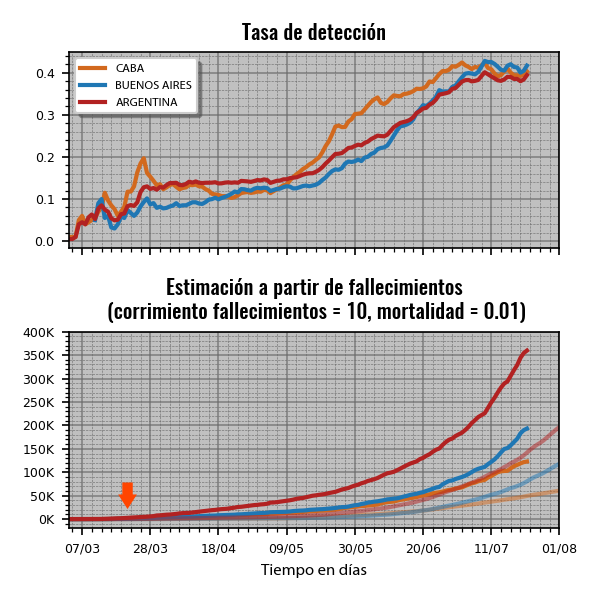 Tasa de detección
0.4
0.3
0.2
0.1
0.0
CABA
BUENOS AIRES
ARGENTINA
Estimación a partir de fallecimientos
(corrimiento fallecimientos = 10, mortalidad = 0.01)
400K
350K
300K
250K
200K
150K
100K
50K
0K
07/03 28/03 18/04 09/05 30/05 20/06 11/07 01/08
Tiempo en días